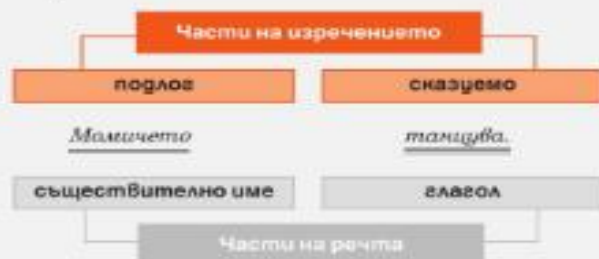 Части на изречението
подлог сказуемо
Момичето танцува.
съществително име глагол
Части на речта